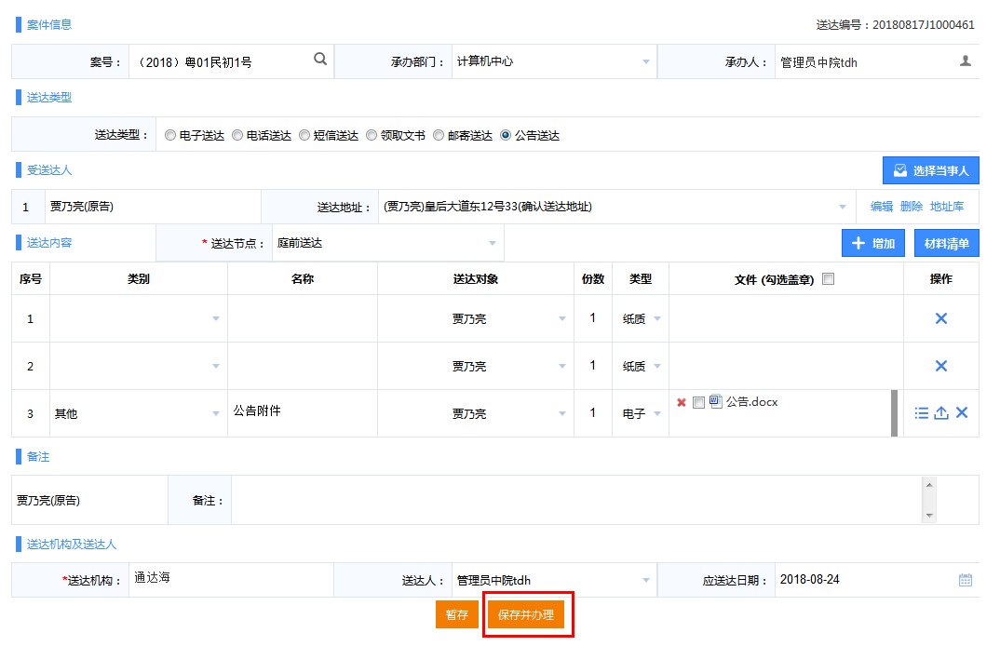 案件信息 送达编号：20180817J1000461
案号： （2018）粤01民初1号 承办部门： 计算机中心 承办人： 管理员中院tdh
送达类型
送达类型： 电子送达 电话送达 短信送达 领取文书 邮寄送达 公告送达
受送达人 选择当事人
1 贾乃亮(原告) 送达地址： (贾乃亮)皇后大道东12号33(确认送达地址) 编辑 删除 地址库
送达内容 * 送达节点： 庭前送达 增加 材料清单
序号 类别 名称 送达对象 份数 类型 文件 (勾选盖章) 操作
1 贾乃亮 1 纸质
2 贾乃亮 1 纸质
3 其他 公告附件 贾乃亮 1 电子 公告.docx
备注
贾乃亮(原告) 备注：
送达机构及送达人
*送达机构： 通达海 送达人： 管理员中院tdh 应送达日期： 2018-08-24
暂存 保存并办理